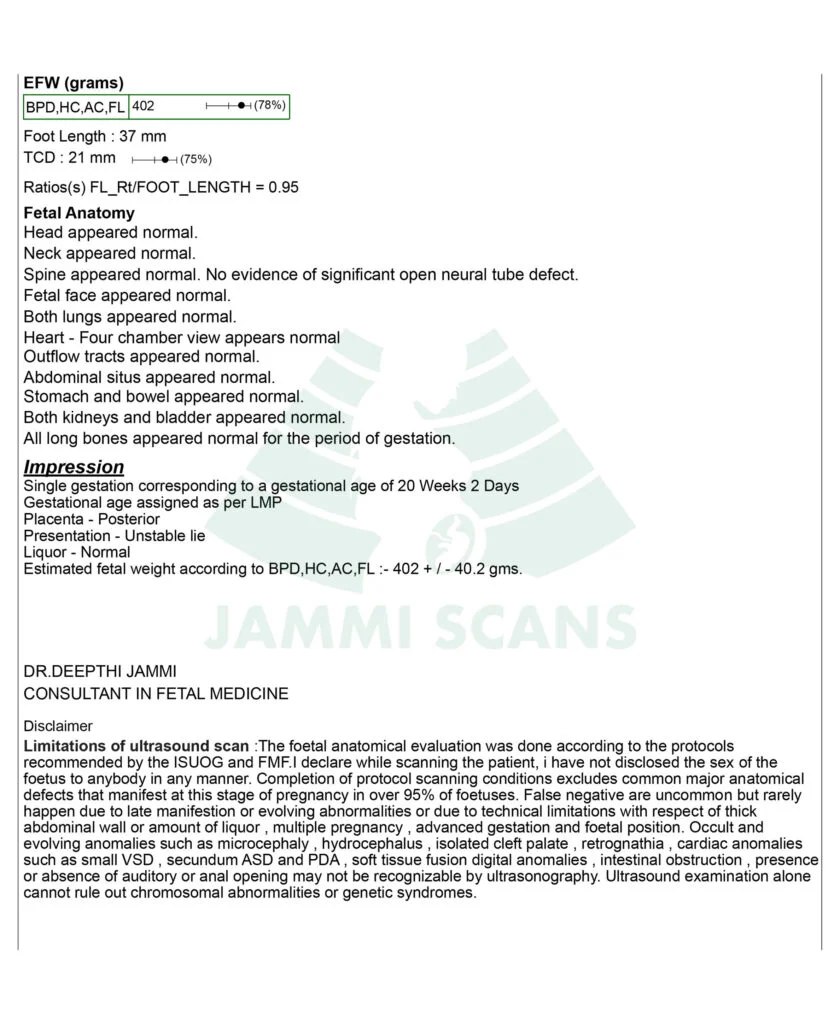 EFW (grams)
BPD,HC,AC,FL 402 (78%)
Foot Length : 37 mm
TCD : 21 mm (75%)
Ratios(s) FL_Rt/FOOT_LENGTH = 0.95
Fetal Anatomy
Head appeared normal.
Neck appeared normal.
Spine appeared normal. No evidence of significant open neural tube defect.
Fetal face appeared normal.
Both lungs appeared normal.
Heart - Four chamber view appears normal
Outflow tracts appeared normal.
Abdominal situs appeared normal.
Stomach and bowel appeared normal.
Both kidneys and bladder appeared normal.
All long bones appeared normal for the period of gestation.
Impression
Single gestation corresponding to a gestational age of 20 Weeks 2 Days
Gestational age assigned as per LMP
Placenta - Posterior
Presentation - Unstable lie
Liquor - Normal
Estimated fetal weight according to BPD,HC,AC,FL :- 402 + / - 40.2 gms.
JAMMI SCANS
DR.DEEPTHI JAMMI
CONSULTANT IN FETAL MEDICINE
Disclaimer
Limitations of ultrasound scan :The foetal anatomical evaluation was done according to the protocols
recommended by the ISUOG and FMF.I declare while scanning the patient, i have not disclosed the sex of the
foetus to anybody in any manner. Completion of protocol scanning conditions excludes common major anatomical
defects that manifest at this stage of pregnancy in over 95% of foetuses. False negative are uncommon but rarely
happen due to late manifestion or evolving abnormalities or due to technical limitations with respect of thick
abdominal wall or amount of liquor , multiple pregnancy , advanced gestation and foetal position. Occult and
evolving anomalies such as microcephaly , hydrocephalus , isolated cleft palate , retrognathia , cardiac anomalies
such as small VSD , secundum ASD and PDA , soft tissue fusion digital anomalies , intestinal obstruction , presence
or absence of auditory or anal opening may not be recognizable by ultrasonography. Ultrasound examination alone
cannot rule out chromosomal abnormalities or genetic syndromes.